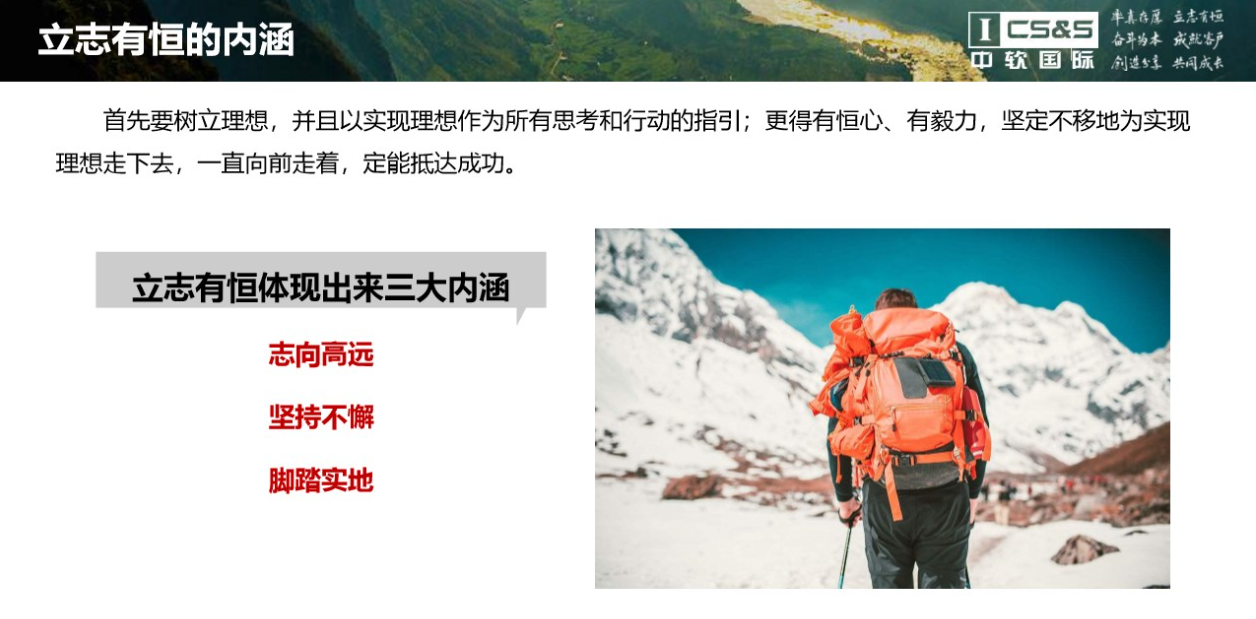 立志有恒的内涵
I CS&S
中软国际
率真存厚 立志有恒
奋斗为本 成就客户
创造分享 共同成长
首先要树立理想，并且以实现理想作为所有思考和行动的指引；更得有恒心、有毅力，坚定不移地为实现
理想走下去，一直向前走着，定能抵达成功。
立志有恒体现出来三大内涵
志向高远
坚持不懈
脚踏实地